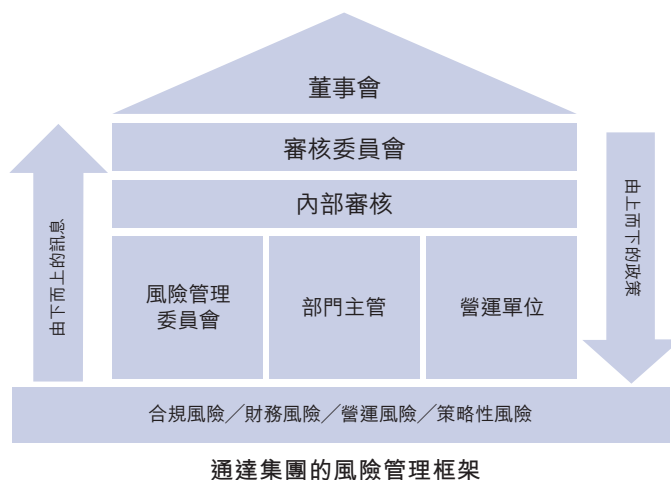 董事會
審核委員會
內部審核
由下而上的訊息
風險管理
委員會
部門主管
營運單位
由上而下的政策
合規風險／財務風險／營運風險／策略性風險
通達集團的風險管理框架